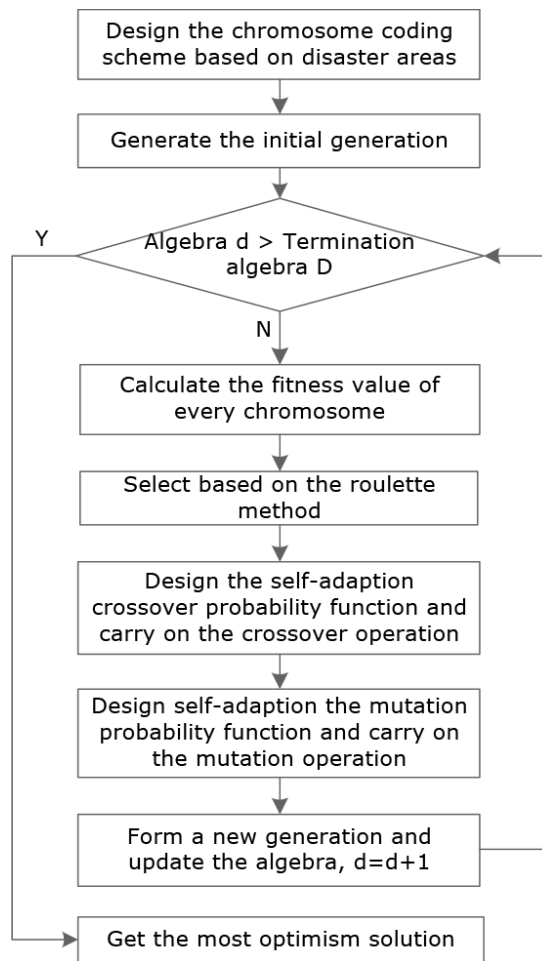 Design the chromosome coding
scheme based on disaster areas
Generate the initial generation
Y
Algebra d > Termination
algebra D
N
Calculate the fitness value of
every chromosome
Select based on the roulette
method
Design the self-adaption
crossover probability function and
carry on the crossover operation
Design self-adaption the mutation
probability function and carry on
the mutation operation
Form a new generation and
update the algebra, d=d+1
Get the most optimism solution